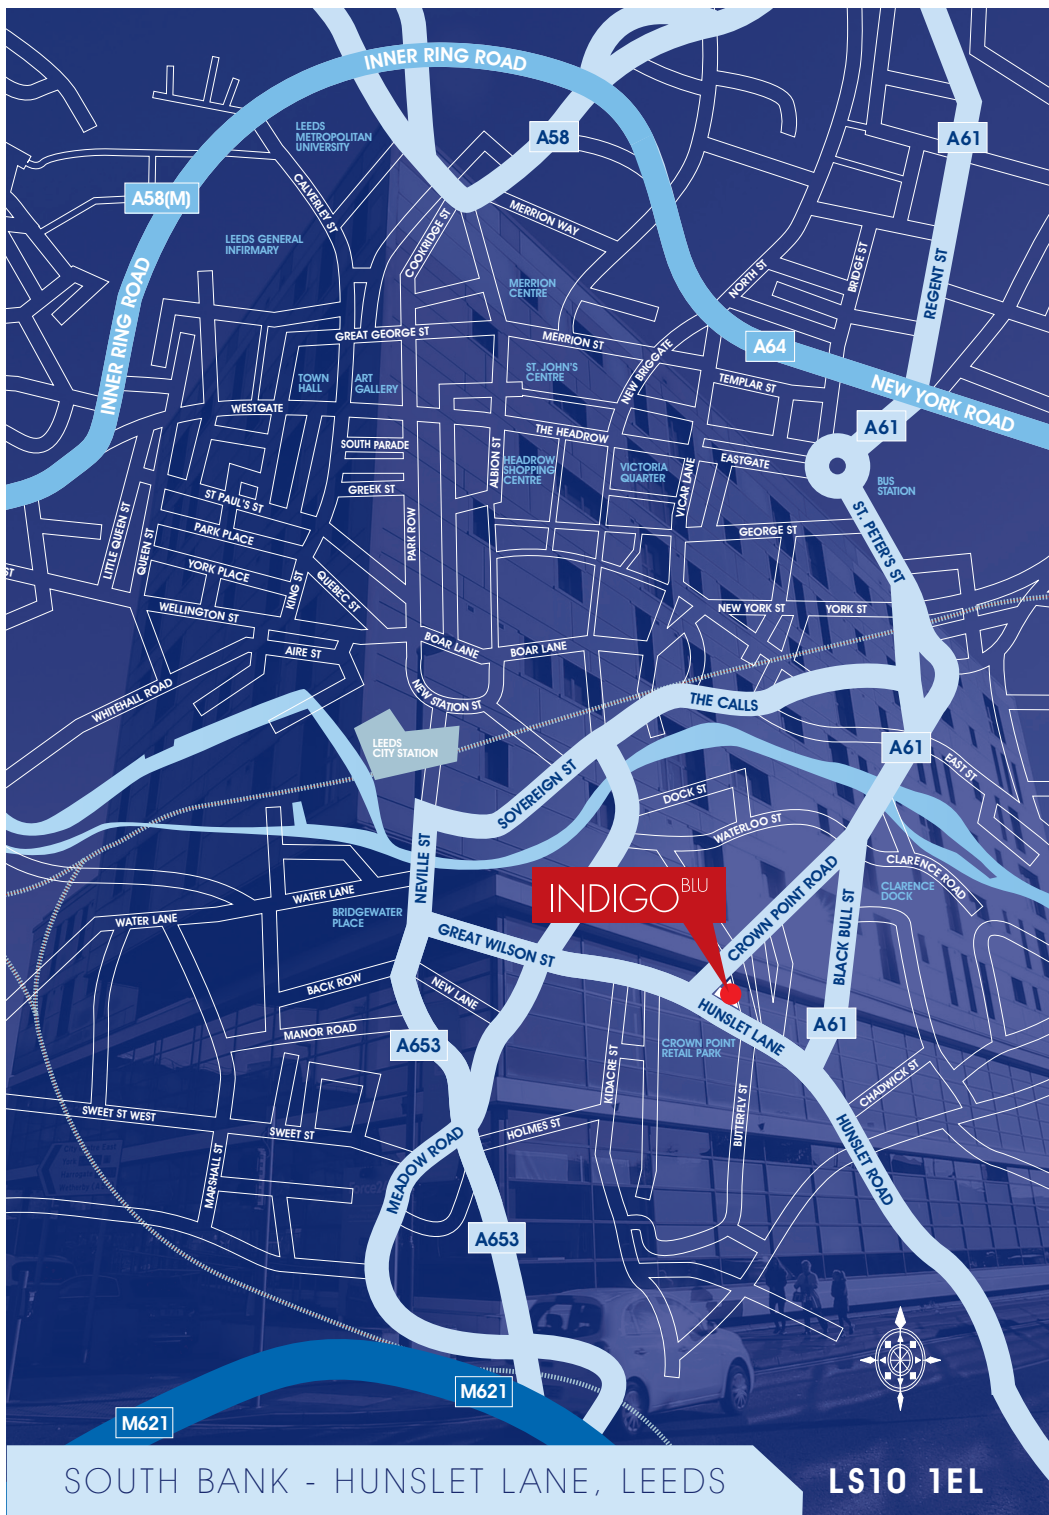 INNER RING ROAD
A58
A61
LEEDS
METROPOLITAN
UNIVERSITY
CALVERLEY ST
A58(M)
COOKRIDGE ST
MERRION WAY
LEEDS GENERAL
INFIRMARY
BRIDGE ST
REGENT ST
NORTH ST
MERRION
CENTRE
INNER RING ROAD
GREAT GEORGE ST
MERRION ST
A64
NEW BRIGGATE
TOWN
HALL
ART
GALLERY
ST. JOHN'S
CENTRE
TEMPLAR ST
NEW YORK ROAD
WESTGATE
A61
SOUTH PARADE
THE HEADROW
ALBION ST
HEADROW
SHOPPING
CENTRE
VICTORIA
QUARTER
VICAR LANE
EASTGATE
BUS
STATION
GREEK ST
ST PAUL'S ST
PARK PLACE
PARK ROW
LITTLE QUEEN ST
QUEEN ST
GEORGE ST
ST. PETER'S ST
YORK PLACE
KING ST
QUEBEC ST
ST
WELLINGTON ST
NEW YORK ST
YORK ST
AIRE ST
BOAR LANE
BOAR LANE
WHITEHALL ROAD
NEW STATION ST
THE CALLS
LEEDS
CITY STATION
A61
EAST ST
SOVEREIGN ST
DOCK ST
WATERLOO ST
NEVILLE ST
CLARENCE ROAD
CLARENCE
DOCK
INDIGO BLU
CROWN POINT ROAD
BLACK BULL ST
WATER LANE
WATER LANE
BRIDGEWATER
PLACE
GREAT WILSON ST
BACK ROW
NEW LANE
HUNSLET LANE
A61
MANOR ROAD
A653
CROWN POINT
RETAIL PARK
KIDACRE ST
CHADWICK ST
SWEET ST WEST
SWEET ST
HOLMES ST
BUTTERFLY ST
HUNSLET ROAD
MARSHALL ST
MEADOW ROAD
A653
M621
M621
SOUTH BANK - HUNSLET LANE, LEEDS
LS10 1EL